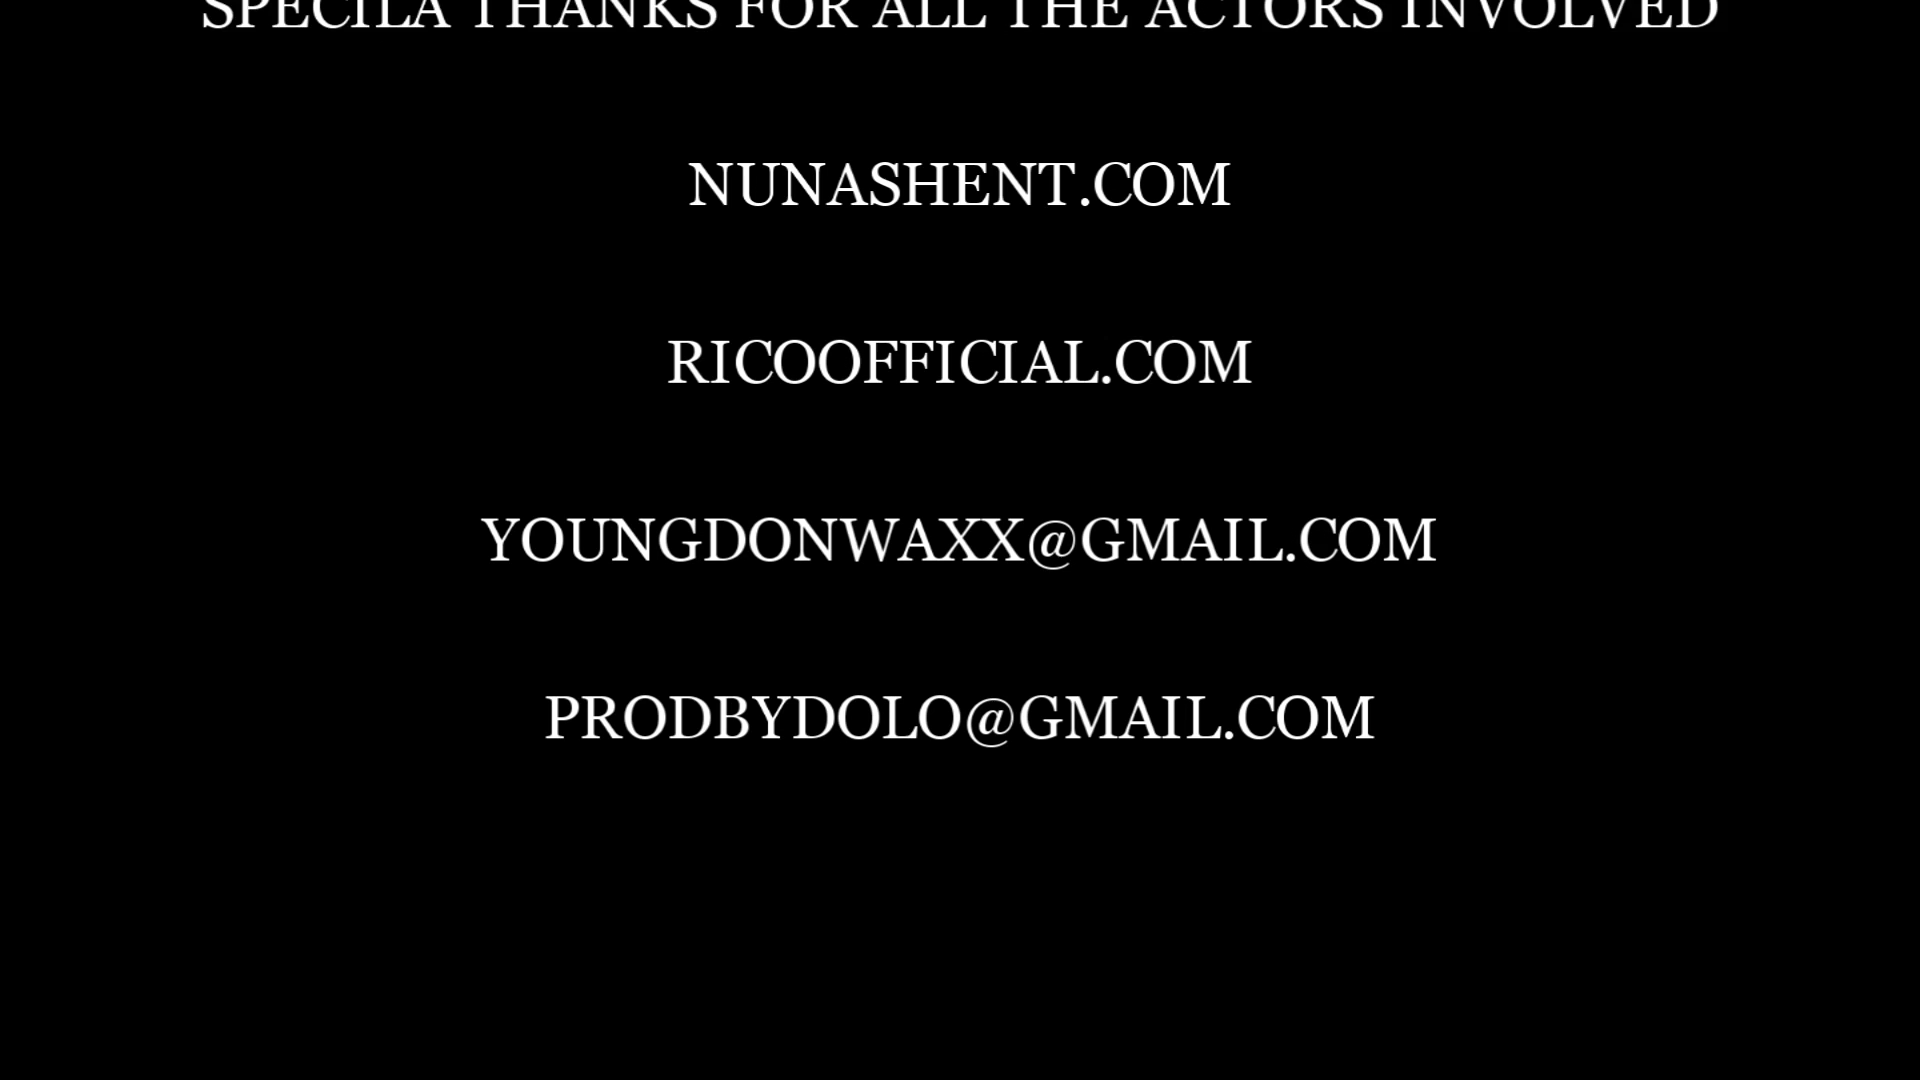 SPECILA THANKS FOR ALL THE ACTORS INVOLVED
NUNASHENT.COM
RICOOFFICIAL.COM
YOUNGDONWAXX@GMAIL.COM
PRODBYDOLO@GMAIL.COM